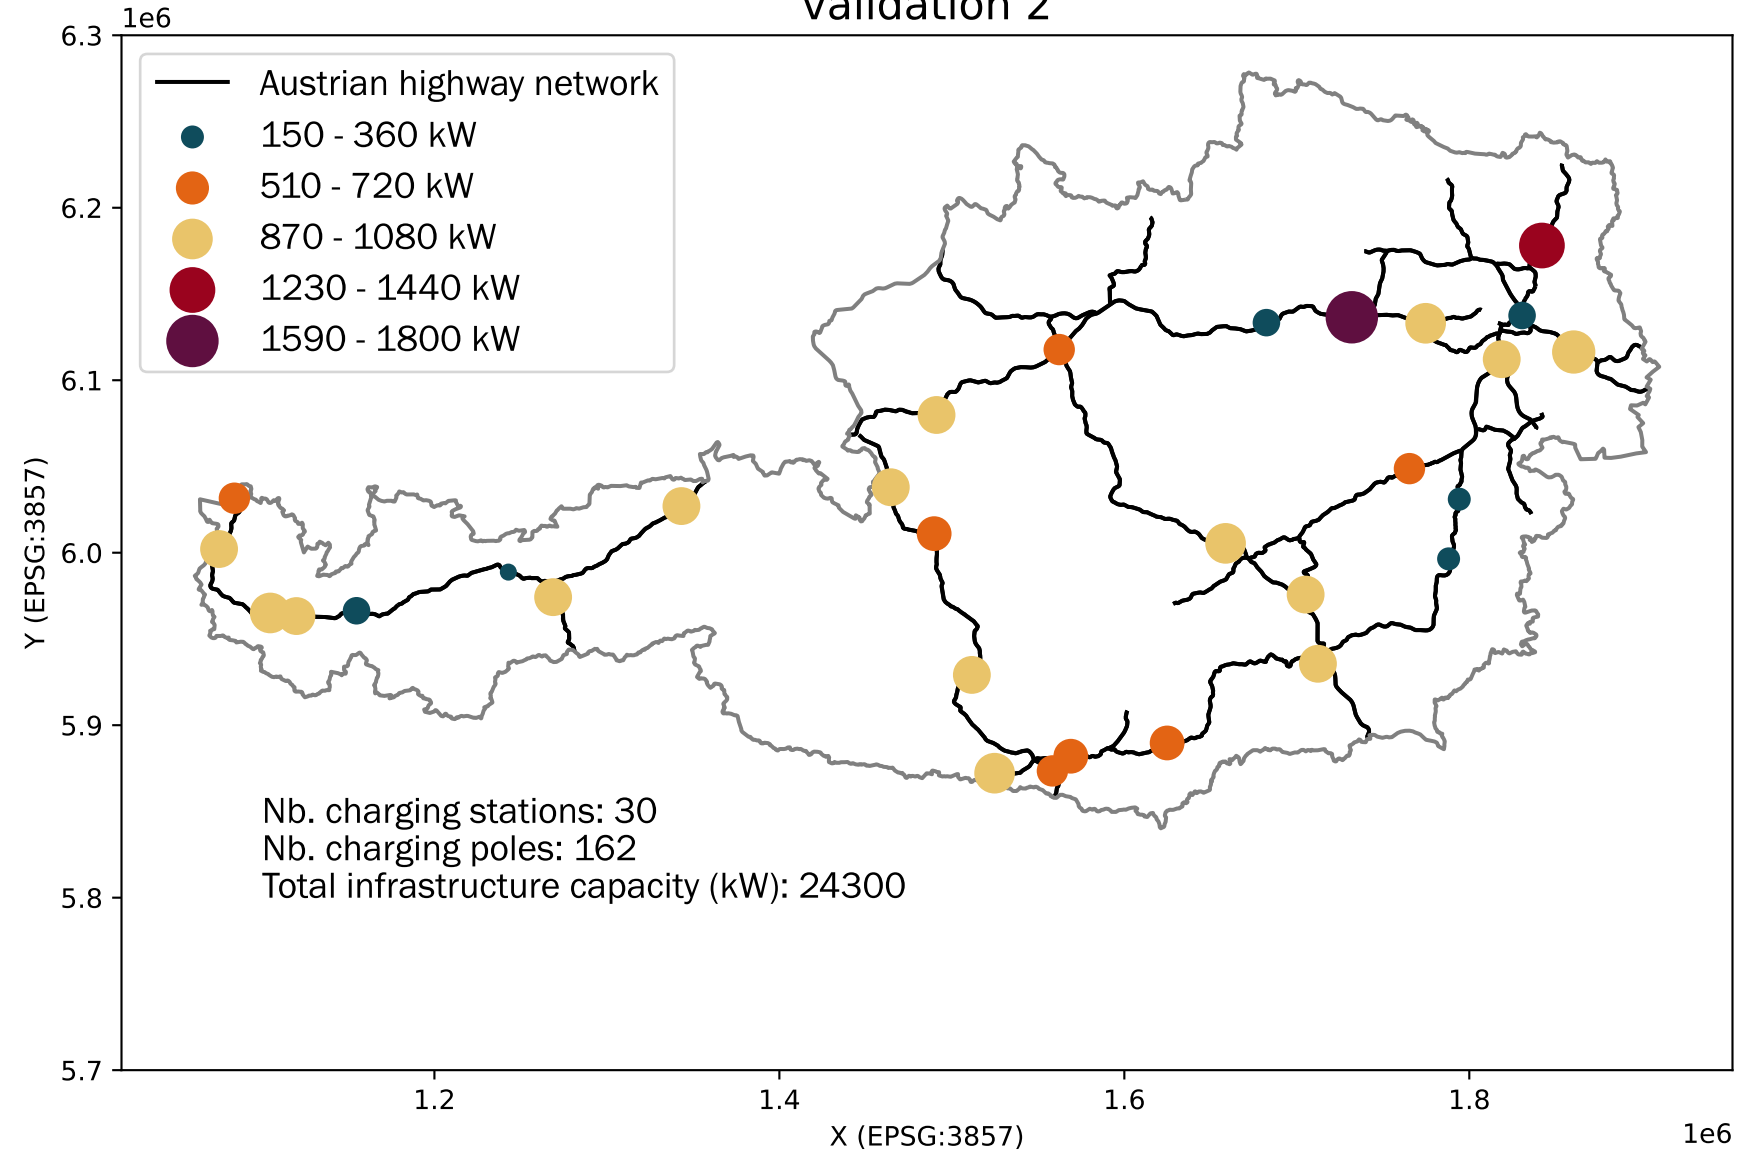 Validation 2
1e6
6.3
6.2
6.1
6.0
5.9
5.8
5.7
Y (EPSG:3857)
Austrian highway network
150 - 360 kW
510 - 720 kW
870 - 1080 kW
1230 - 1440 kW
1590 - 1800 kW
Nb. charging stations: 30
Nb. charging poles: 162
Total infrastructure capacity (kW): 24300
1.2
1.4
1.6
1.8
X (EPSG:3857)
1e6